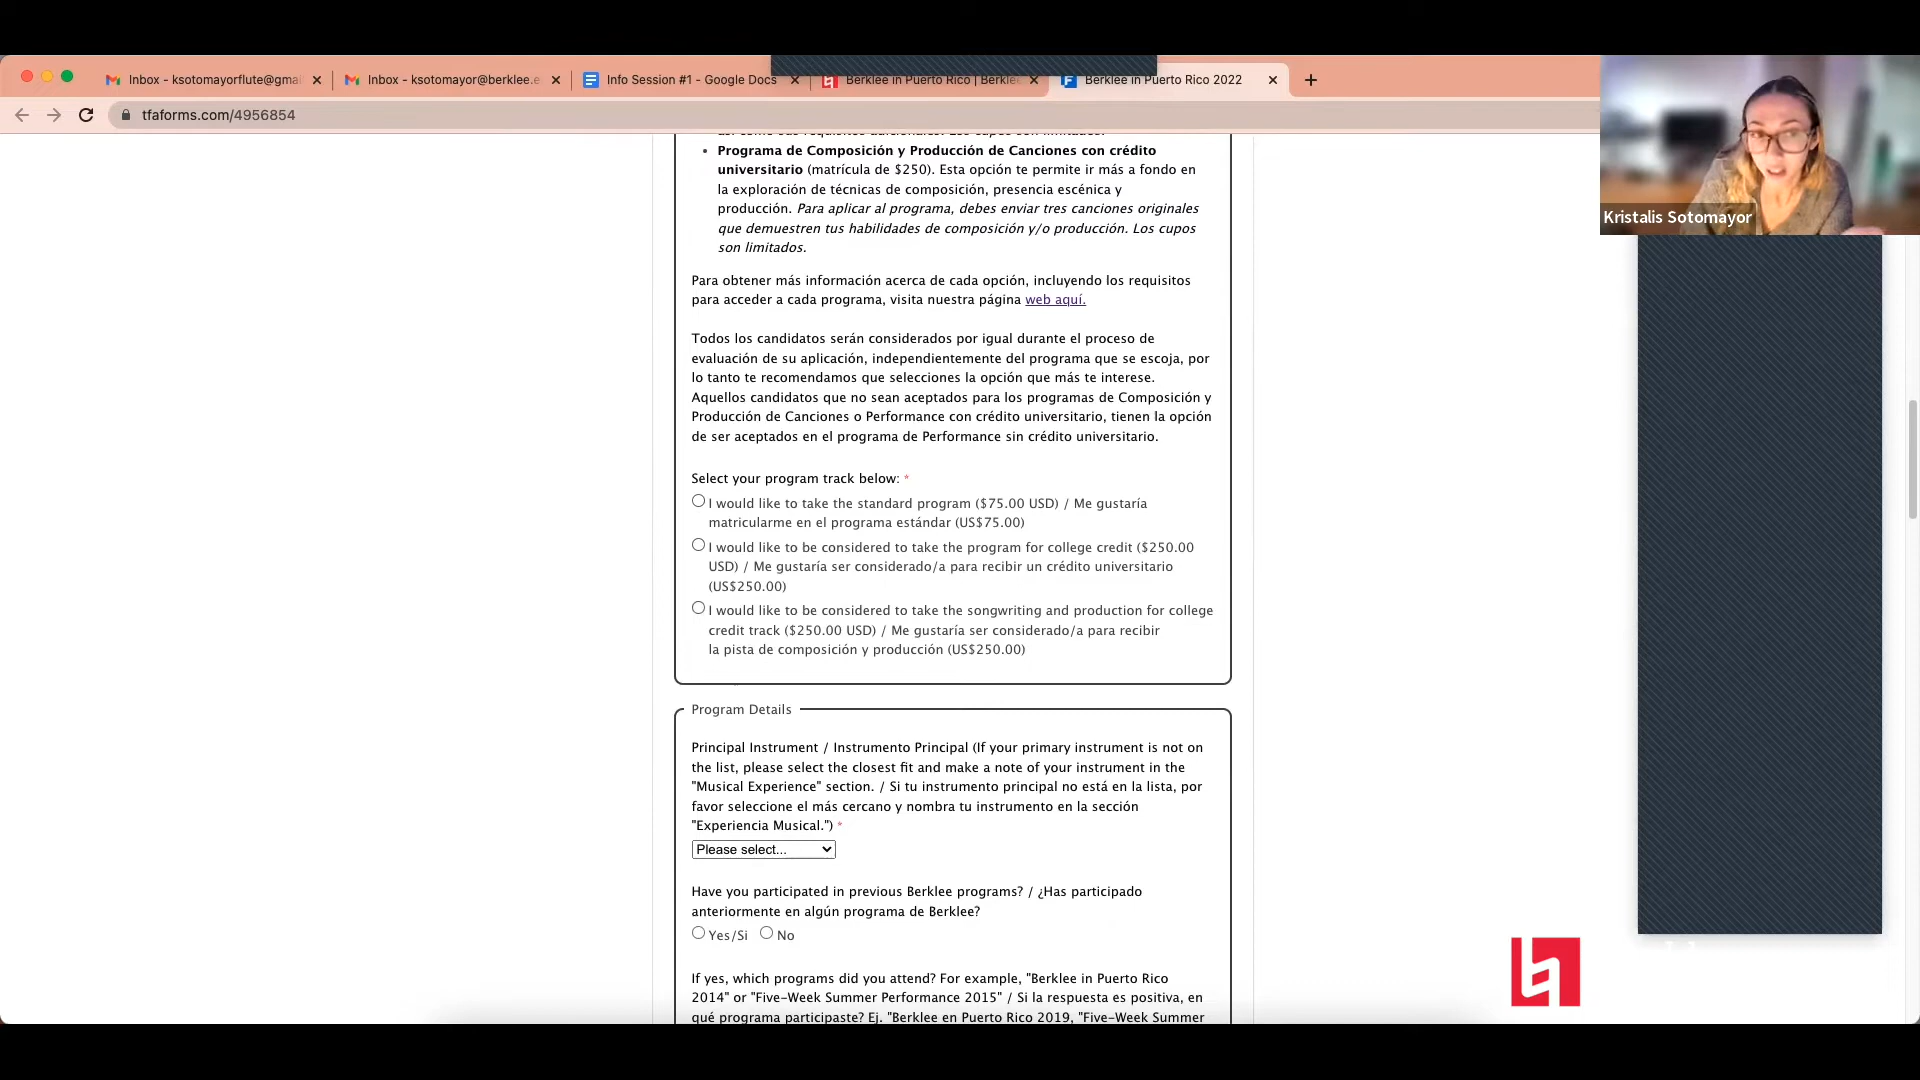 Inbox - ksotomayorflute@gma
Inbox - ksotomayor@berklee.e
Info Session #1 - Google Docs
Berklee in Puerto Rico | Berklee
Berklee in Puerto Rico 2022
tfaforms.com/4956854
Kristalis Sotomayor
así como sus requisitos adicionales. Los cupos son limitados.
• Programa de Composición y Producción de Canciones con crédito
universitario (matrícula de $250). Esta opción te permite ir más a fondo en
la exploración de técnicas de composición, presencia escénica y
producción. Para aplicar al programa, debes enviar tres canciones originales
que demuestren tus habilidades de composición y/o producción. Los cupos
son limitados.
Para obtener más información acerca de cada opción, incluyendo los requisitos
para acceder a cada programa, visita nuestra página web aquí.
Todos los candidatos serán considerados por igual durante el proceso de
evaluación de su aplicación, independientemente del programa que se escoja, por
lo tanto te recomendamos que selecciones la opción que más te interese.
Aquellos candidatos que no sean aceptados para los programas de Composición y
Producción de Canciones o Performance con crédito universitario, tienen la opción
de ser aceptados en el programa de Performance sin crédito universitario.
Select your program track below: *
I would like to take the standard program ($75.00 USD) / Me gustaría
matricularme en el programa estándar (US$75.00)
I would like to be considered to take the program for college credit ($250.00
USD) / Me gustaría ser considerado/a para recibir un crédito universitario
(US$250.00)
I would like to be considered to take the songwriting and production for college
credit track ($250.00 USD) / Me gustaría ser considerado/a para recibir
la pista de composición y producción (US$250.00)
Program Details
Principal Instrument / Instrumento Principal (If your primary instrument is not on
the list, please select the closest fit and make a note of your instrument in the
"Musical Experience" section. / Si tu instrumento principal no está en la lista, por
favor seleccione el más cercano y nombra tu instrumento en la sección
"Experiencia Musical.") *
Please select...
Have you participated in previous Berklee programs? / ¿Has participado
anteriormente en algún programa de Berklee?
Yes/Si No
If yes, which programs did you attend? For example, "Berklee in Puerto Rico
2014" or "Five-Week Summer Performance 2015" / Si la respuesta es positiva, en
qué programa participaste? Ej. "Berklee en Puerto Rico 2019, "Five-Week Summer